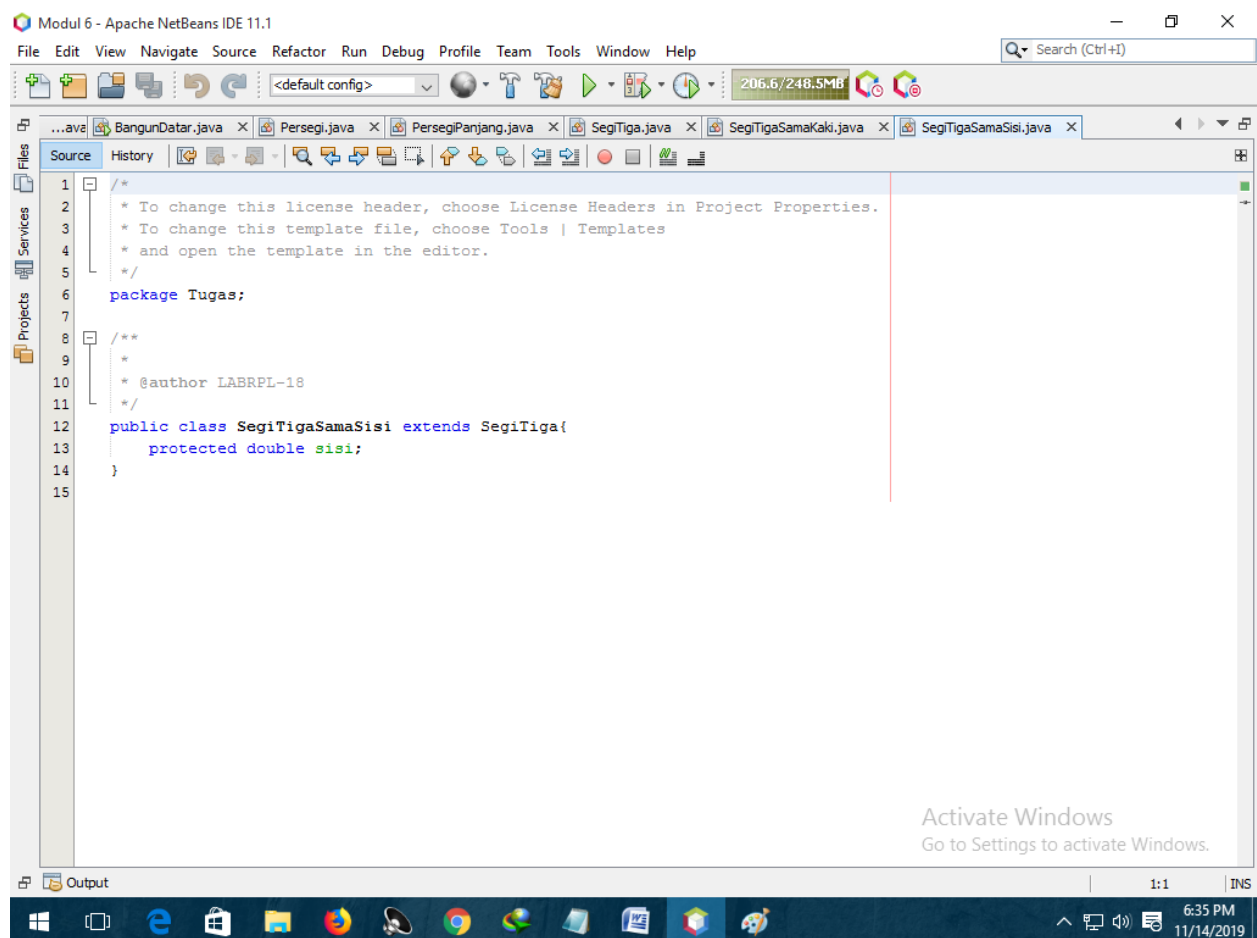 Modul 6 - Apache NetBeans IDE 11.1
File Edit View Navigate Source Refactor Run Debug Profile Team Tools Window Help
Search (Ctrl+I)
<default config>
206.6/248.5MB
...ava BangunDatar.java Persegi.java PersegiPanjang.java SegiTiga.java SegiTigaSamaKaki.java SegiTigaSamaSisi.java
Source History
Files
Services
Projects
1 /*
2 * To change this license header, choose License Headers in Project Properties.
3 * To change this template file, choose Tools | Templates
4 * and open the template in the editor.
5 */
6 package Tugas;
7
8 /**
9 *
10 * @author LABRPL-18
11 */
12 public class SegiTigaSamaSisi extends SegiTiga{
13 protected double sisi;
14 }
15
Activate Windows
Go to Settings to activate Windows.
Output
1:1 INS
6:35 PM
11/14/2019